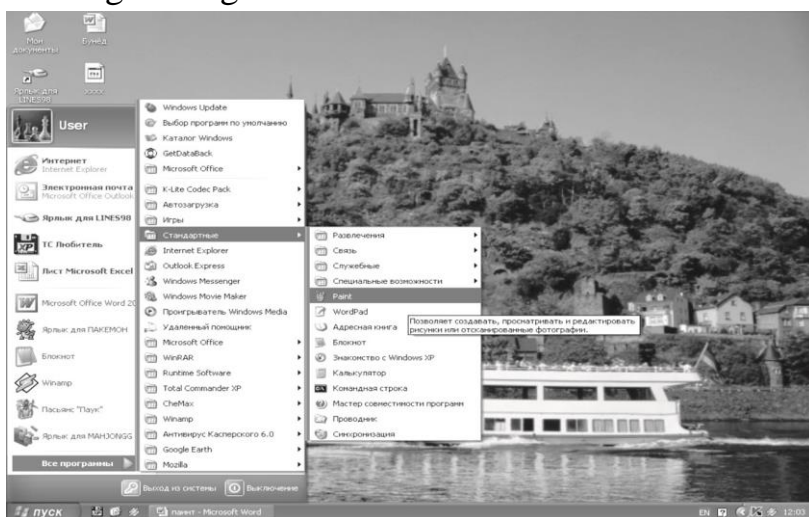 Мои
документы
Бумед
Ярлык для
LINES98
User
Интернет
Internet Explorer
Электронная почта
Microsoft Office Outlook
Ярлык для LINES98
ТС Любитель
Лист Microsoft Excel
Microsoft Office Word 20
Ярлык для ПАКЕМОН
Блокнот
Winamp
Пасьянс "Паук"
Ярлык для MAHJONGG
Все программы
Windows Update
Выбор программ по умолчанию
Каталог Windows
GetDataBack
Microsoft Office
K-Lite Codec Pack
Автозагрузка
Игры
Стандартные
Internet Explorer
Outlook Express
Windows Messenger
Windows Movie Maker
Проигрыватель Windows Media
Удаленный помощник
Microsoft Office
WinRAR
Runtime Software
Total Commander XP
CheMax
Winamp
Антивирус Касперского 6.0
Google Earth
Mozilla
Развлечения
Связь
Служебные
Специальные возможности
Paint
WordPad
Адресная книга
Блокнот
Знакомство с Windows XP
Калькулятор
Командная строка
Мастер совместимости программ
Проводник
Синхронизация
Позволяет создавать, просматривать и редактировать
рисунки или отсканированные фотографии.
Выход из системы
Выключение
пуск
паинт - Microsoft Word
EN
12:03